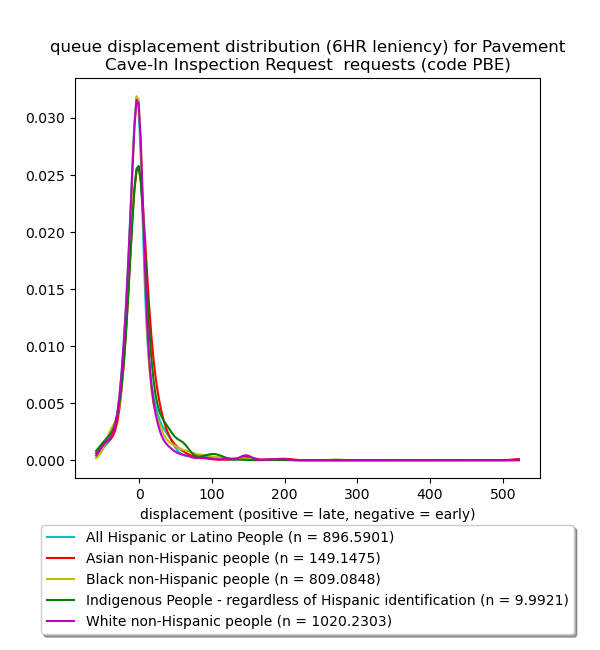 queue displacement distribution (6HR leniency) for Pavement
Cave-In Inspection Request  requests (code PBE)
0.030
0.025
0.020
0.015
0.010
0.005
0.000
0 100 200 300 400 500
displacement (positive = late, negative = early)
All Hispanic or Latino People (n = 896.5901)
Asian non-Hispanic people (n = 149.1475)
Black non-Hispanic people (n = 809.0848)
Indigenous People - regardless of Hispanic identification (n = 9.9921)
White non-Hispanic people (n = 1020.2303)